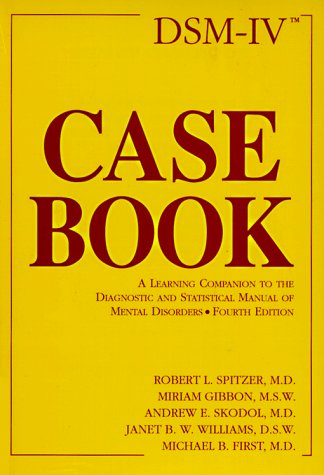 DSM-IV™
CASE
BOOK
A LEARNING COMPANION TO THE
DIAGNOSTIC AND STATISTICAL MANUAL OF
MENTAL DISORDERS • FOURTH EDITION
ROBERT L. SPITZER, M.D.
MIRIAM GIBBON, M.S.W.
ANDREW E. SKODOL, M.D.
JANET B. W. WILLIAMS, D.S.W.
MICHAEL B. FIRST, M.D.